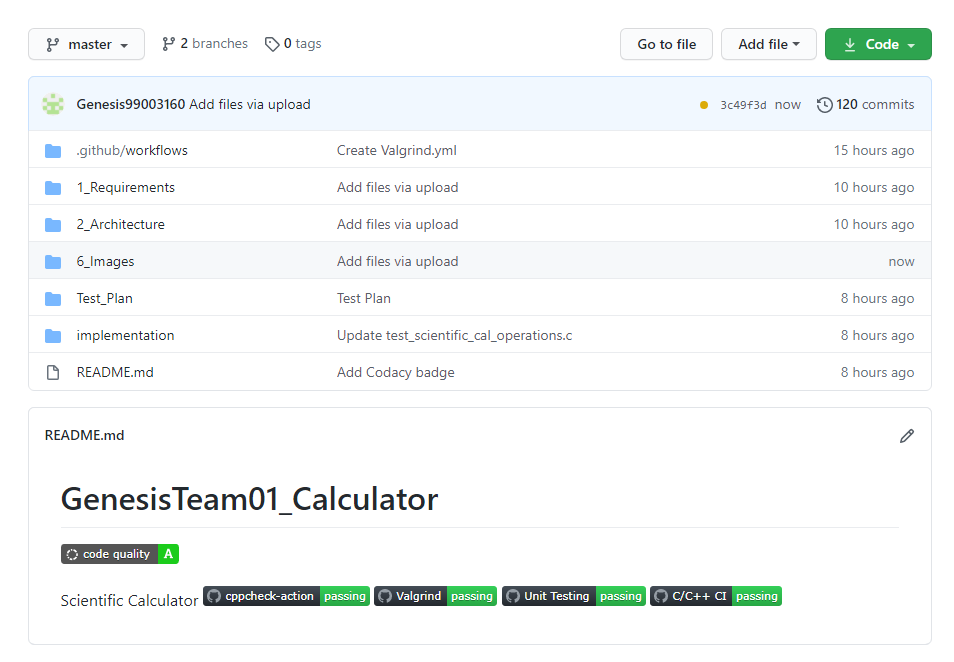 master 2 branches 0 tags Go to file Add file Code
Genesis99003160 Add files via upload 3c49f3d now 120 commits
.github/workflows Create Valgrind.yml 15 hours ago
1_Requirements Add files via upload 10 hours ago
2_Architecture Add files via upload 10 hours ago
6_Images Add files via upload now
Test_Plan Test Plan 8 hours ago
implementation Update test_scientific_cal_operations.c 8 hours ago
README.md Add Codacy badge 8 hours ago
README.md
GenesisTeam01_Calculator
code quality A
Scientific Calculator cppcheck-action passing Valgrind passing Unit Testing passing C/C++ CI passing